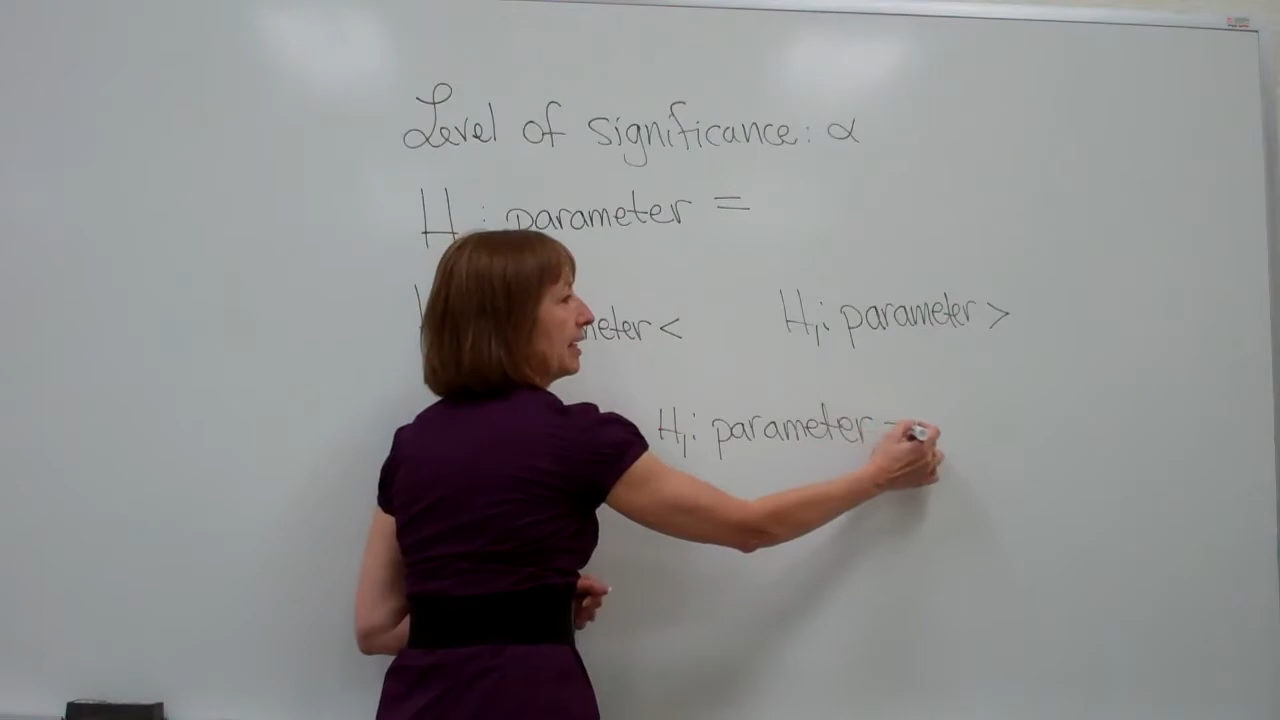 Level of significance: α
H : parameter =
meter < H₁: parameter >
H₁: parameter